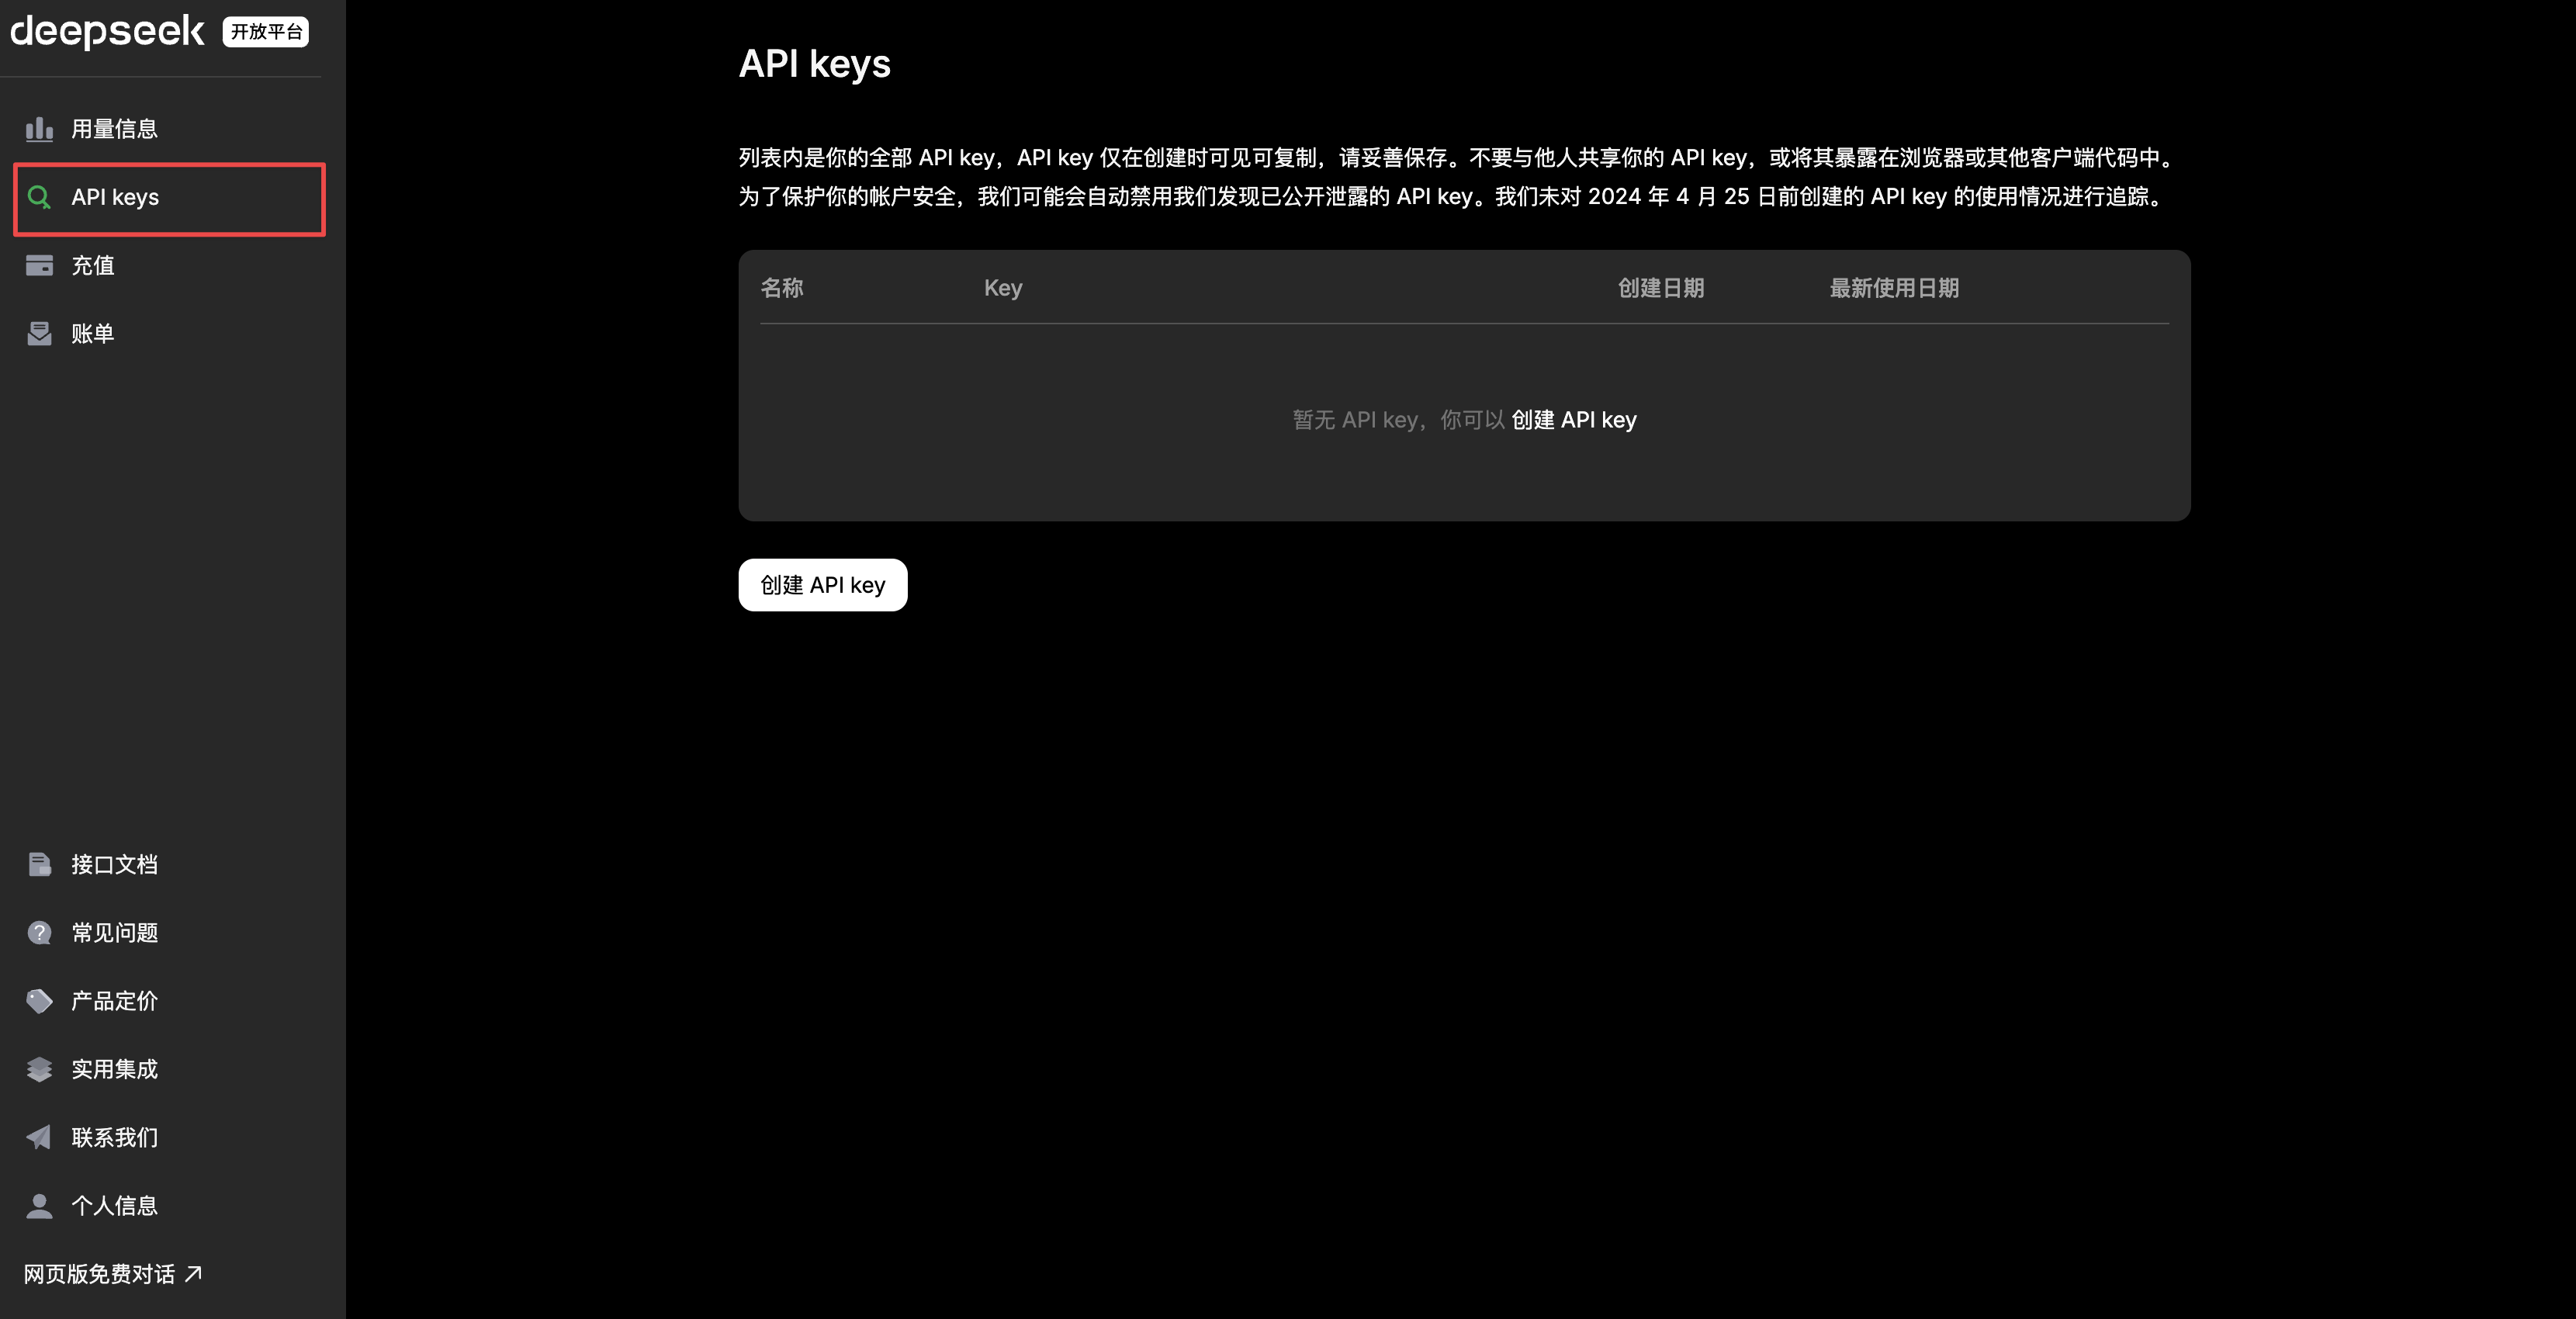 deepseek 开放平台
用量信息
API keys
充值
账单
接口文档
常见问题
产品定价
实用集成
联系我们
个人信息
网页版免费对话
API keys
列表内是你的全部 API key，API key 仅在创建时可见可复制，请妥善保存。不要与他人共享你的 API key，或将其暴露在浏览器或其他客户端代码中。
为了保护你的帐户安全，我们可能会自动禁用我们发现已公开泄露的 API key。我们未对 2024 年 4 月 25 日前创建的 API key 的使用情况进行追踪。
名称 Key 创建日期 最新使用日期
暂无 API key，你可以 创建 API key
创建 API key